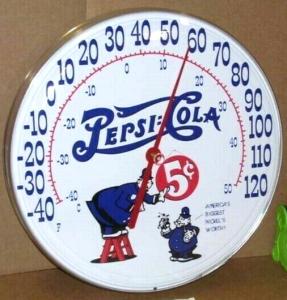 -40 -30 -20 -10 0 10 20 30 40 50 60 70 80 90 100 110 120
-40 -30 -20 -10 0 10 20 30 40 50
F
C
PEPSI:COLA
5¢
AMERICA'S
BIGGEST
NICKEL'S
WORTH!